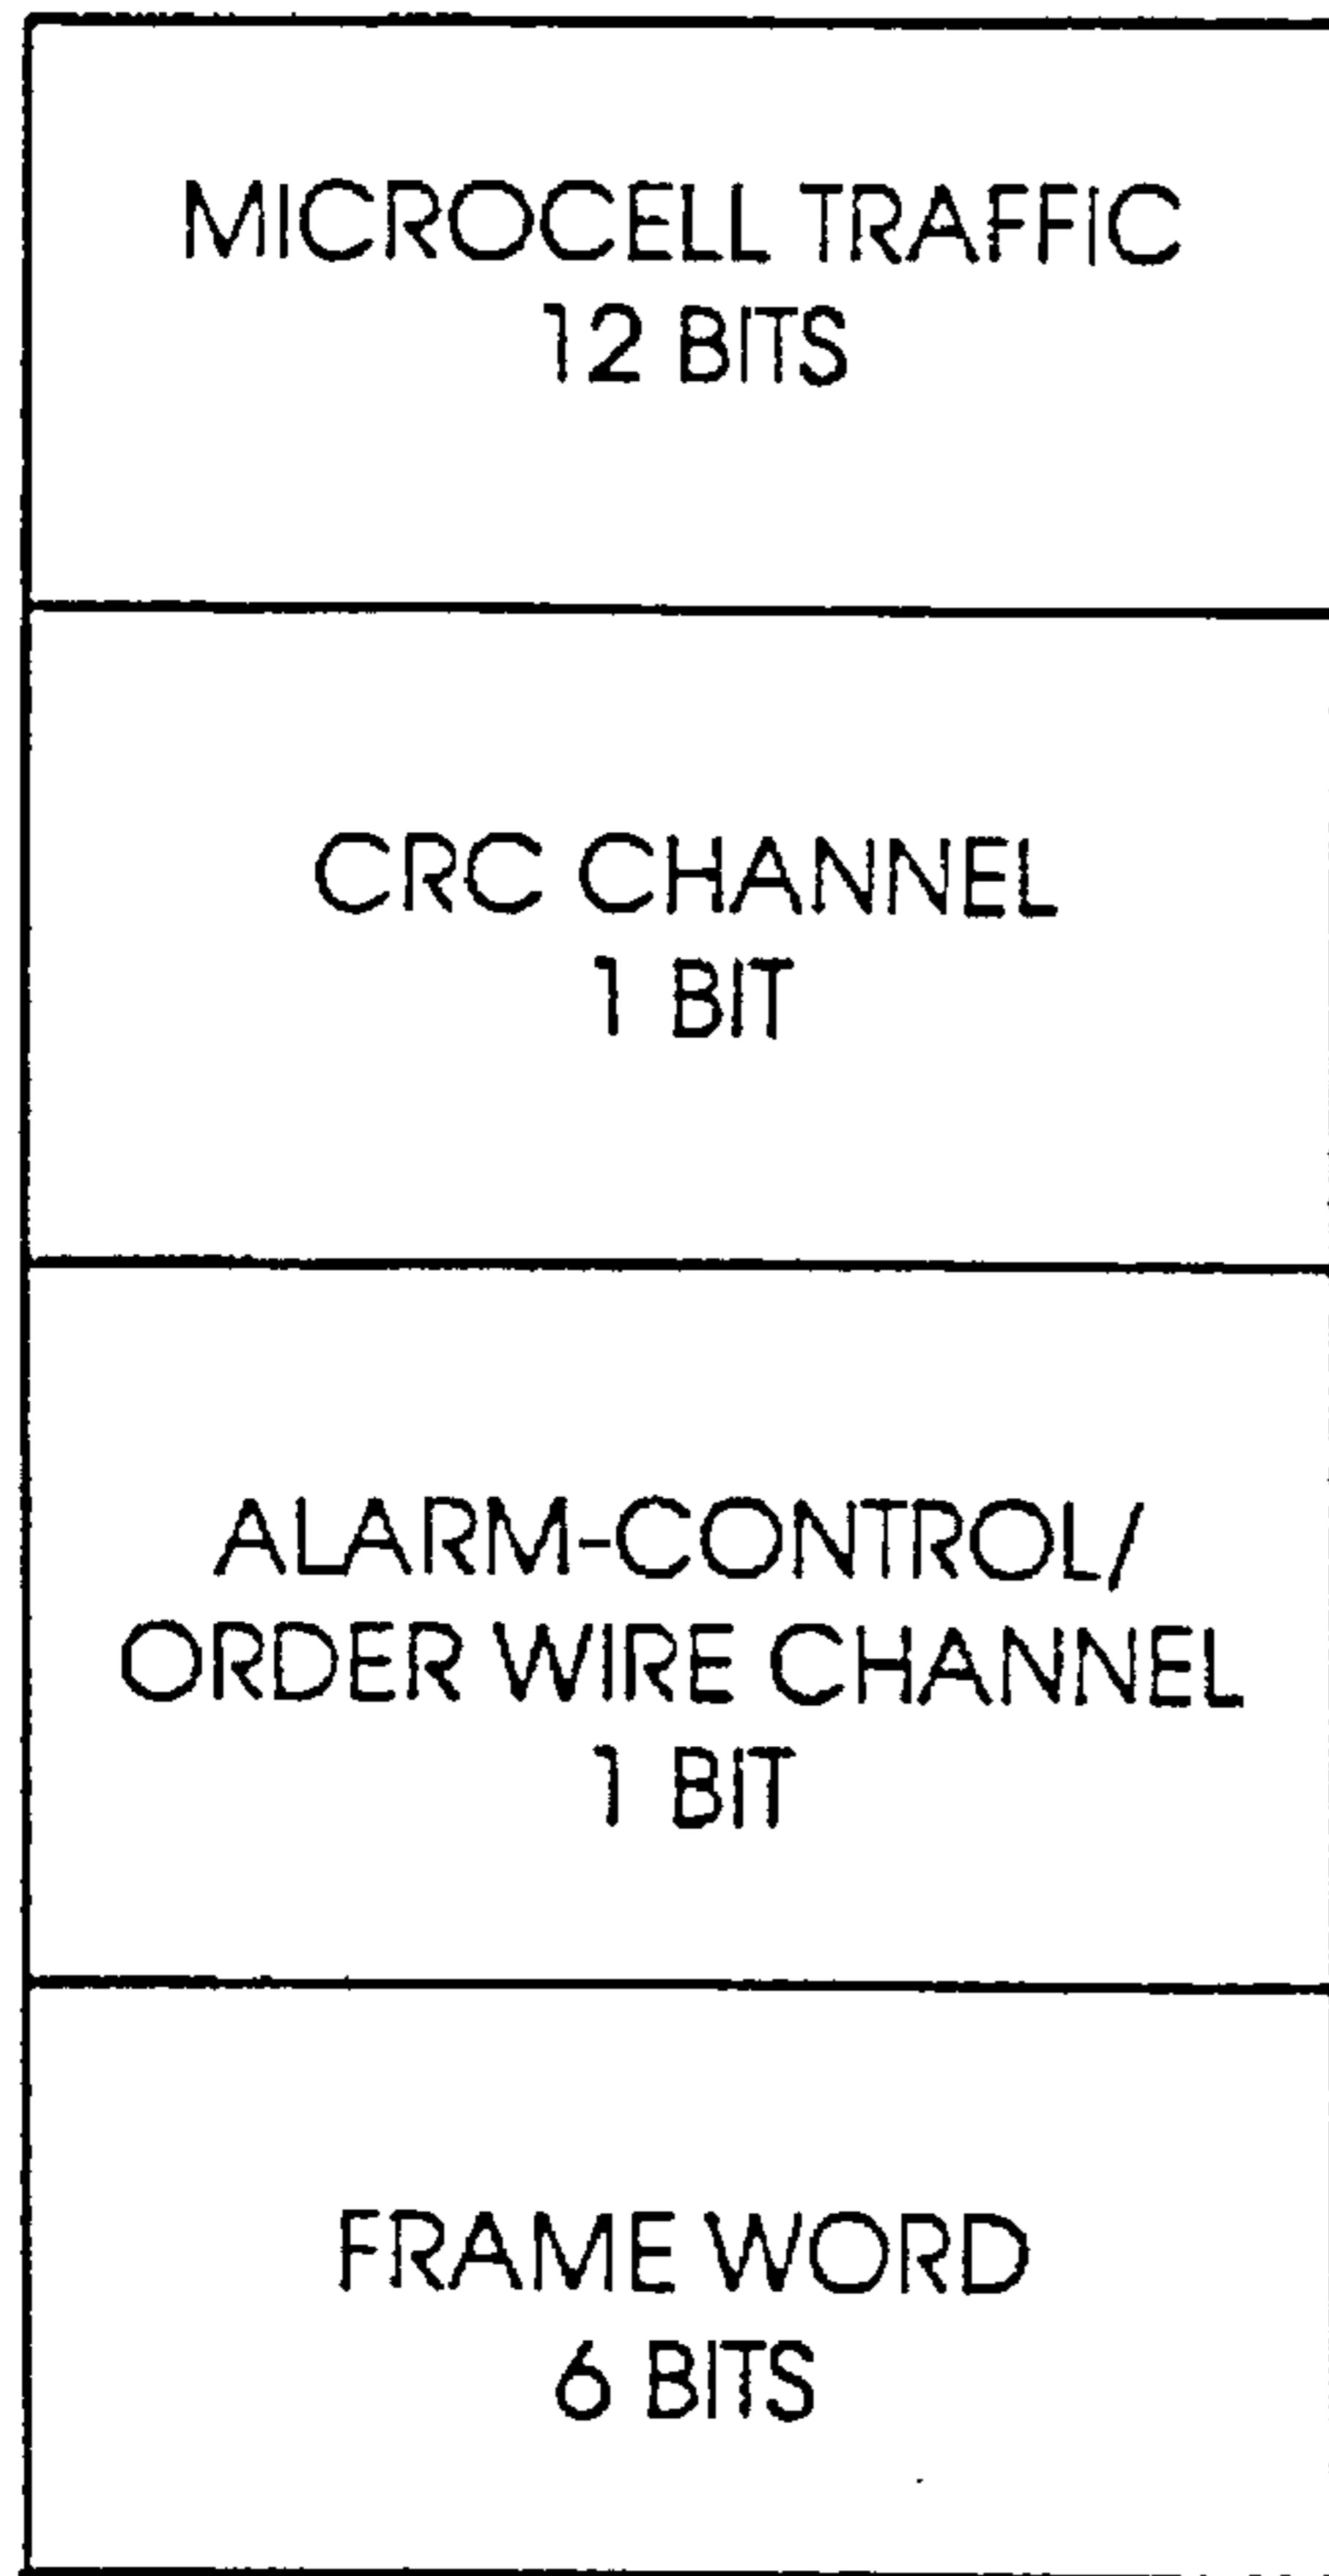 MICROCELL TRAFFIC
12 BITS
CRC CHANNEL
1 BIT
ALARM-CONTROL/
ORDER WIRE CHANNEL
1 BIT
FRAME WORD
6 BITS